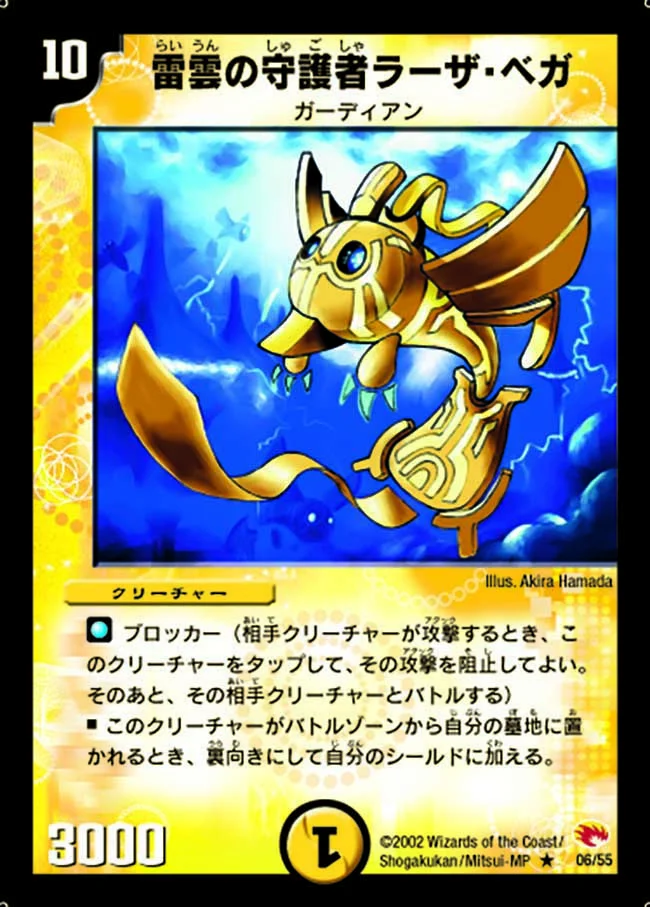 10
らい うん しゅ ご しゃ
雷雲の守護者ラーザ・ベガ
ガーディアン
Illus. Akira Hamada
クリーチャー
ブロッカー（相手クリーチャーが攻撃するとき、こ
のクリーチャーをタップして、その攻撃を阻止してよい。
そのあと、その相手クリーチャーとバトルする）
■ このクリーチャーがバトルゾーンから自分の墓地に置
かれるとき、裏向きにして自分のシールドに加える。
3000
1
©2002 Wizards of the Coast/
Shogakukan/Mitsui-MP ★ 06/55